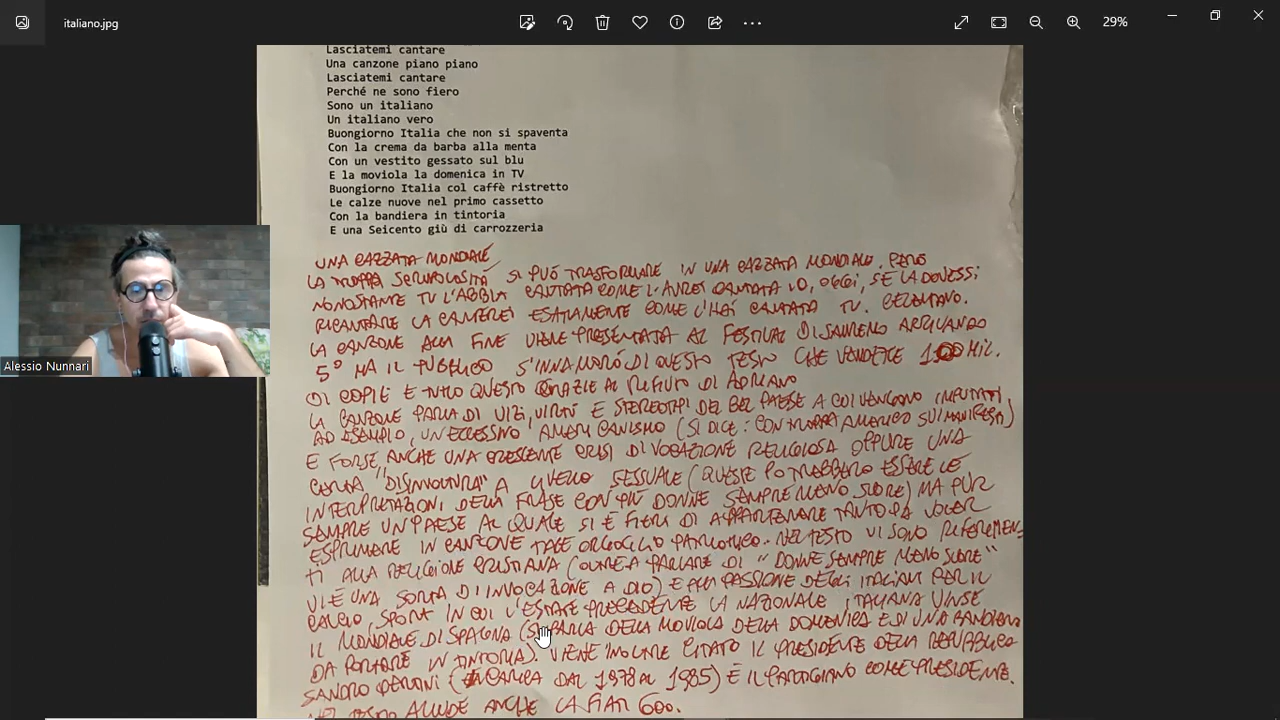 italiano.jpg
29%
Lasciatemi cantare
Una canzone piano piano
Lasciatemi cantare
Perché ne sono fiero
Sono un italiano
Un italiano vero
Buongiorno Italia che non si spaventa
Con la crema da barba alla menta
Con un vestito gessato sul blu
E la moviola la domenica in TV
Buongiorno Italia col caffè ristretto
Le calze nuove nel primo cassetto
Con la bandiera in tintoria
E una Seicento giù di carrozzeria
UNA CAZZATA MONDIALE
LA TROPPA SCRUPOLOSITÀ SI PUÒ TRASFORMARE IN UNA CAZZATA MONDIALE. PERÒ
NONOSTANTE TU L'ABBIA CANTATA COME L'AVREI CANTATA IO, OGGI, SE LA DOVESSI
RICANTARE LA CANTEREI ESATTAMENTE COME L'HAI CANTATA TU. CELENTANO.
LA CANZONE ALLA FINE VIENE PRESENTATA AL FESTIVAL DI SANREMO ARRIVANDO
5° MA IL PUBBLICO S'INNAMORÓ DI QUESTO TESTO CHE VENDETTE 100 MIL.
DI COPIE E TUTTO QUESTO GRAZIE AL RIFIUTO DI ADRIANO
LA CANZONE PARLA DI VIZI, VIRTÙ E STEREOTIPI DEL BEL PAESE A CUI VENGONO IMPUTATI
AD ESEMPIO, UN ECCESSIVO AMERICANISMO (SI DICE: CON TROPPA AMERICA SUI MANIFESTI)
E FORSE ANCHE UNA CRESCENTE CRISI DI VOCAZIONE RELIGIOSA OPPURE UNA
CERTA "DISINVOLTURA" A LIVELLO SESSUALE (QUESTE POTREBBERO ESSERE LE
INTERPRETAZIONI DELLA FRASE CON PIÙ DONNE SEMPRE MENO SUORE) MA PUR
SEMPRE UN PAESE AL QUALE SI È FIERI DI APPARTENERE TANTO DA VOLER
ESPRIMERE IN CANZONE TALE ORGOGLIO PATRIOTTICO. NEL TESTO VI SONO RIFERIMEN-
TI ALLA RELIGIONE CRISTIANA (OLTRE A PARLARE DI "DONNE SEMPRE MENO SUORE"
VI È UNA SORTA DI INVOCAZIONE A DIO) E ALLA PASSIONE DEGLI ITALIANI PER IL
CALCIO, SPORT IN CUI L'ESTATE PRECEDENTE LA NAZIONALE ITALIANA VINSE
IL MONDIALE DI SPAGNA (SI PARLA DELLA MOVIOLA DELLA DOMENICA E DI UNA BANDIERA
DA PORTARE IN TINTORIA). VIENE INOLTRE CITATO IL PRESIDENTE DELLA REPUBBLICA
SANDRO PERTINI (IN CARICA DAL 1978 AL 1985) È IL PARTIGIANO COME PRESIDENTE.
NEL TESTO ALLUDE ANCHE LA FIAT 600.
Alessio Nunnari